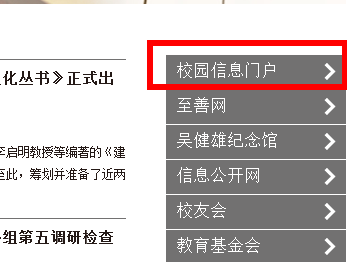 化丛书》正式出
李启明教授等编著的《建
至此，筹划并准备了近两
组第五调研检查
校园信息门户
至善网
吴健雄纪念馆
信息公开网
校友会
教育基金会